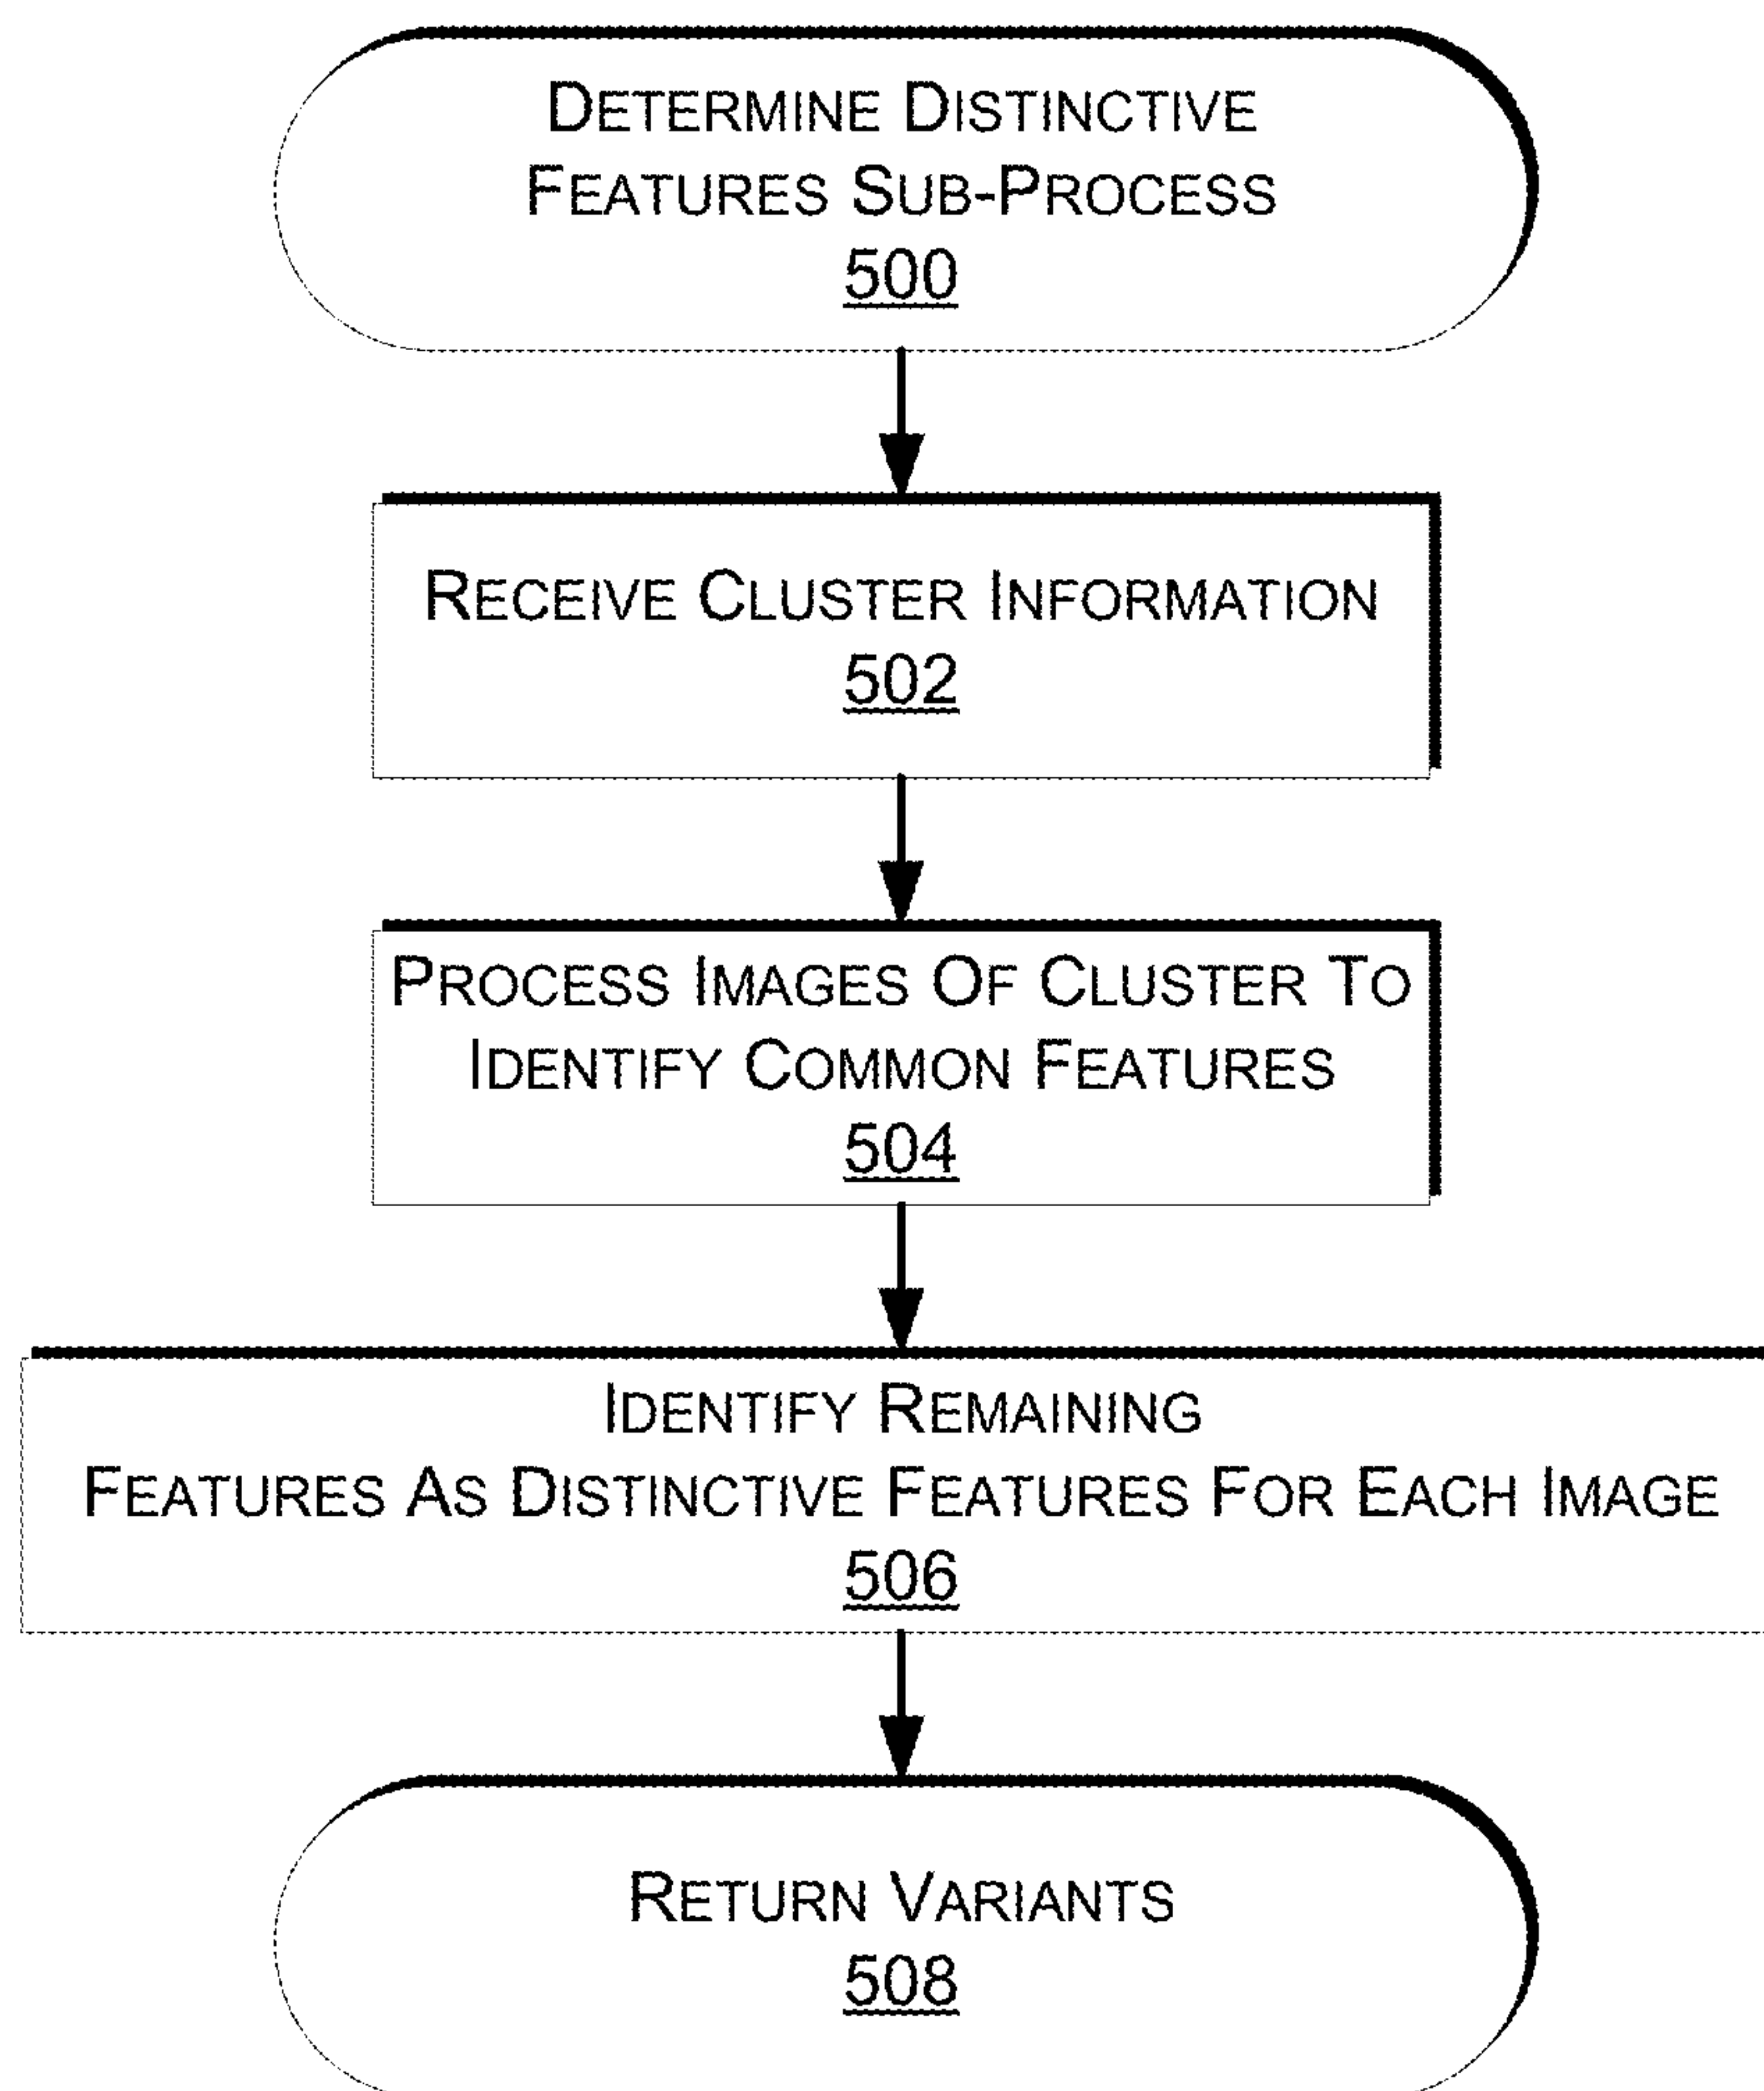 DETERMINE DISTINCTIVE
FEATURES SUB-PROCESS
500
RECEIVE CLUSTER INFORMATION
502
PROCESS IMAGES OF CLUSTER TO
IDENTIFY COMMON FEATURES
504
IDENTIFY REMAINING
FEATURES AS DISTINCTIVE FEATURES FOR EACH IMAGE
506
RETURN VARIANTS
508